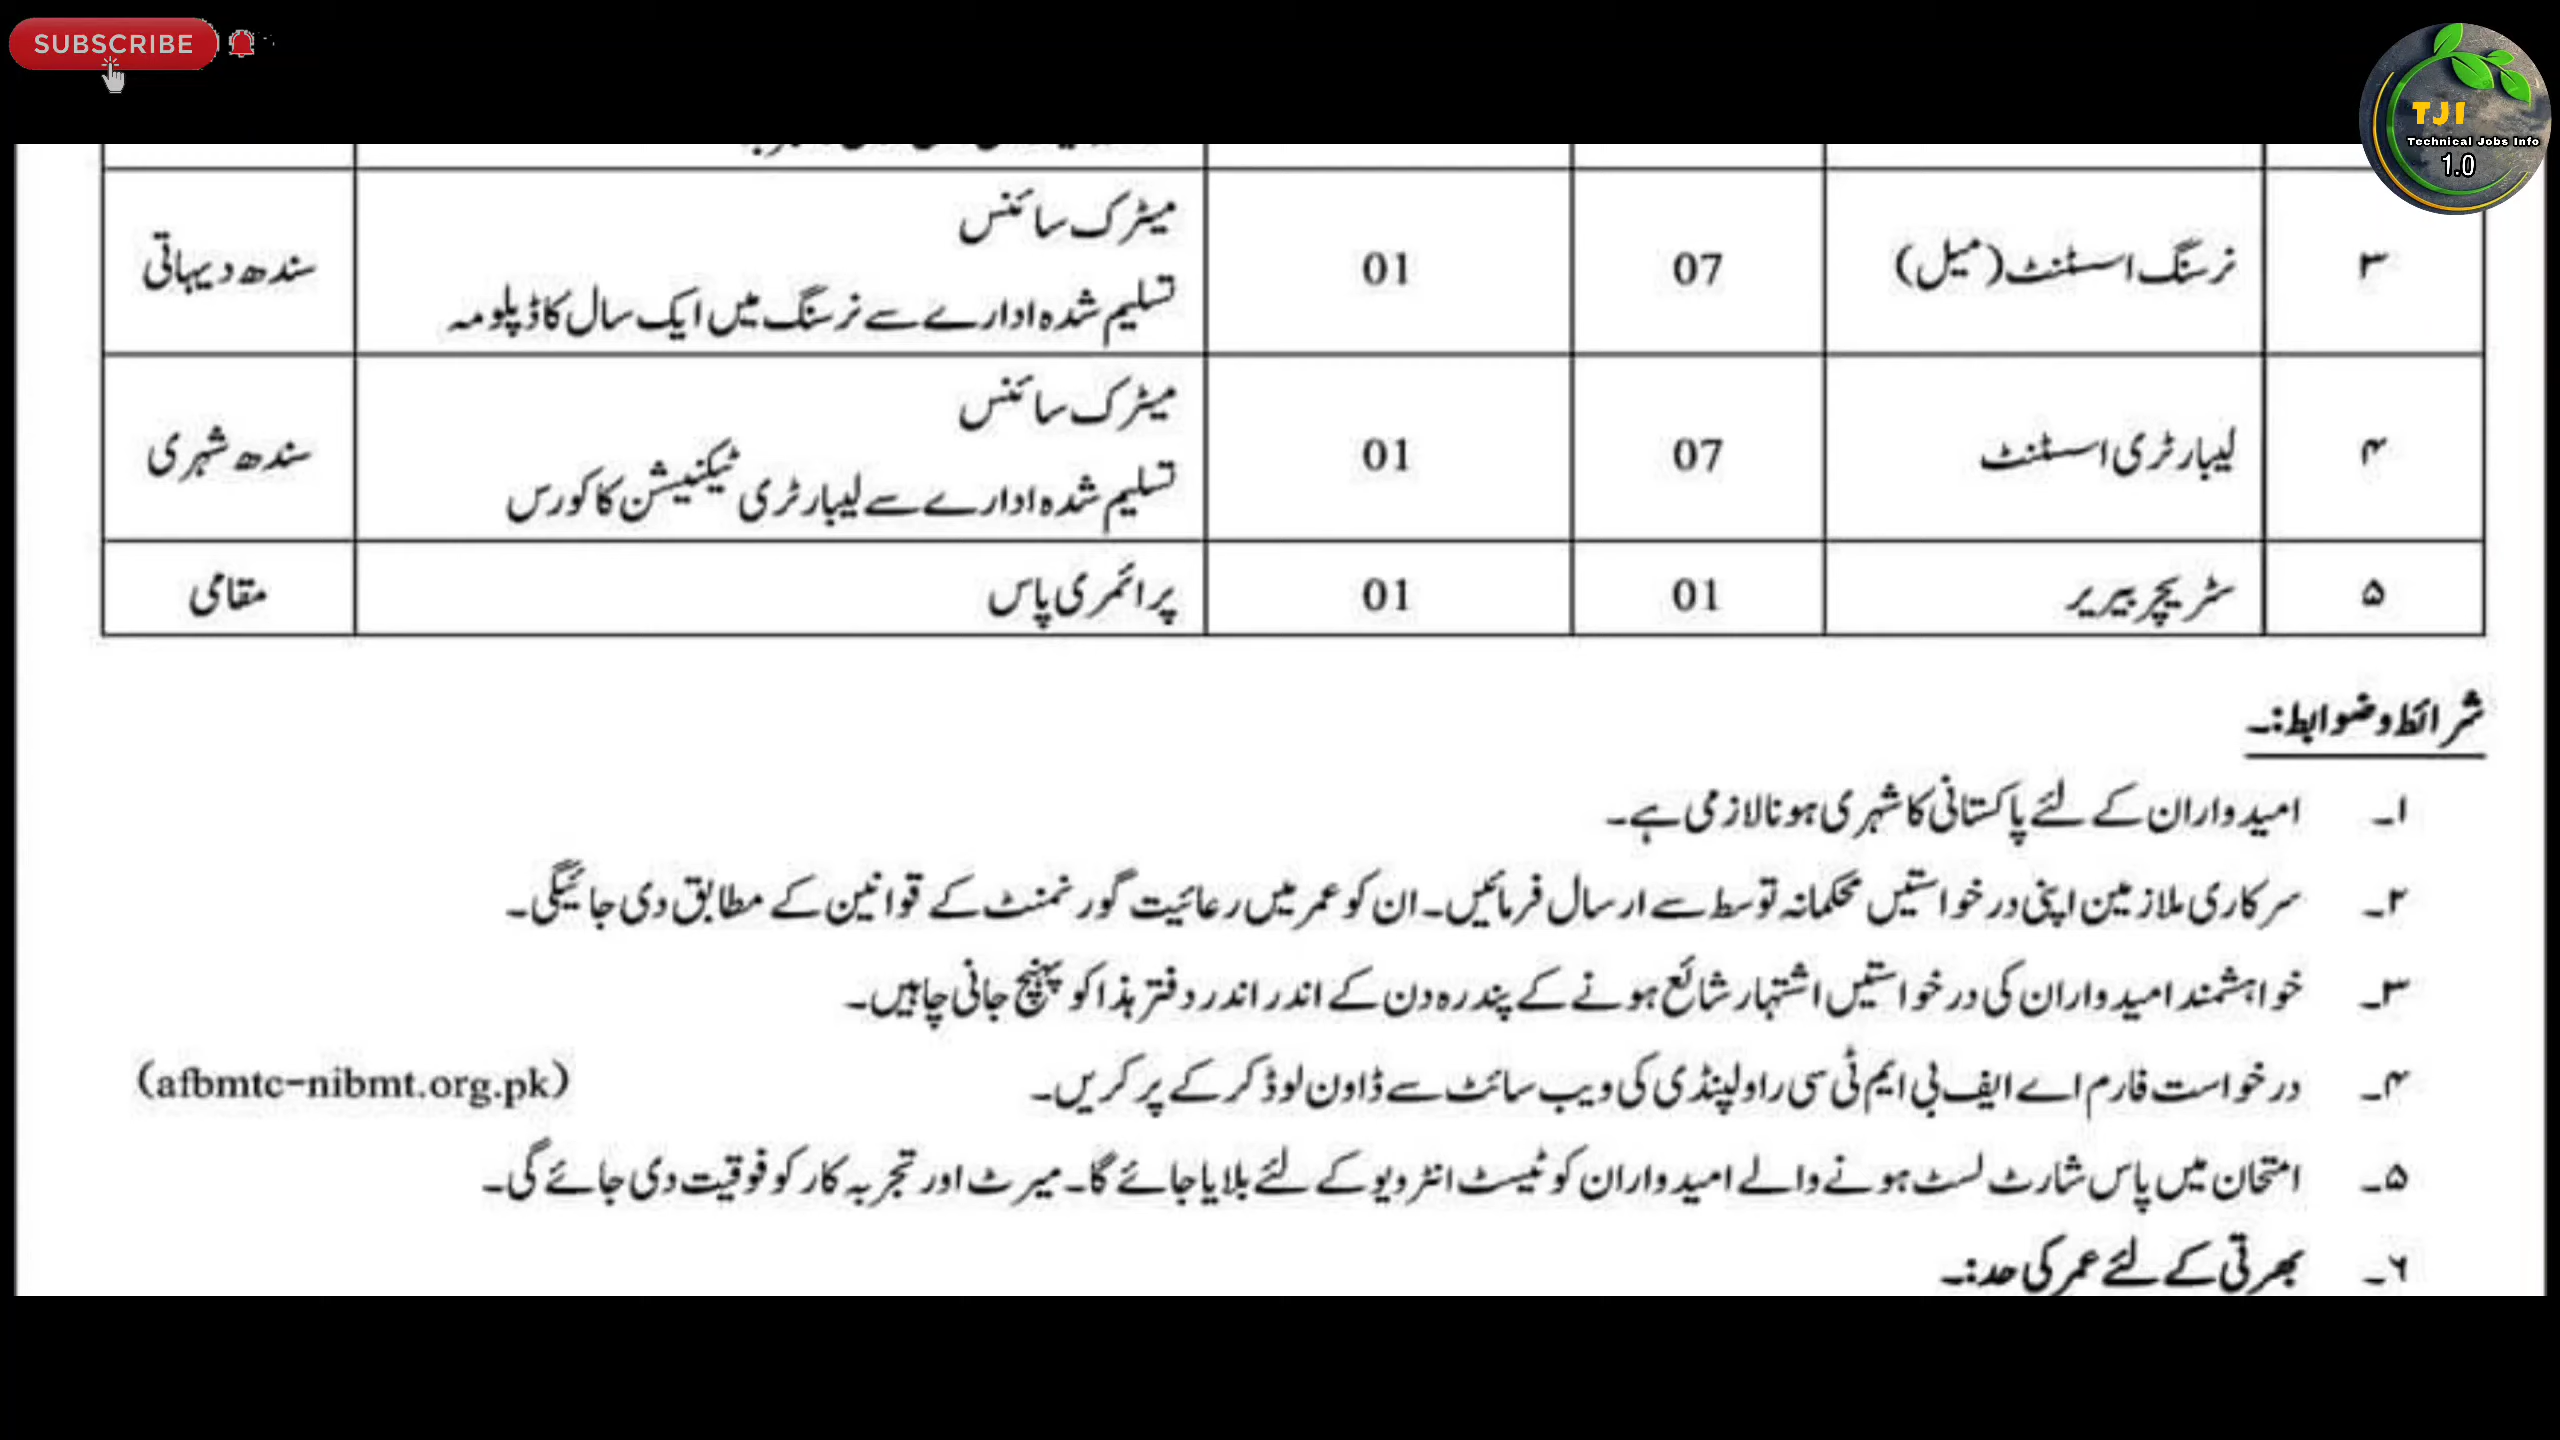 SUBSCRIBE
TJI
Technical Jobs Info
1.0
۳ نرسنگ اسسٹنٹ (میل) 07 01 میٹرک سائنس سندھ دیہاتی
تسلیم شدہ ادارے سے نرسنگ میں ایک سال کا ڈپلومہ
۴ لیبارٹری اسسٹنٹ 07 01 میٹرک سائنس سندھ شہری
تسلیم شدہ ادارے سے لیبارٹری ٹیکنیشن کا کورس
۵ سٹریچر بیریر 01 01 پرائمری پاس مقامی
شرائط و ضوابط:۔
۱۔ امیدواران کے لئے پاکستانی کا شہری ہونا لازمی ہے۔
۲۔ سرکاری ملازمین اپنی درخواستیں محکمانہ توسط سے ارسال فرمائیں۔ ان کو عمر میں رعائیت گورنمنٹ کے قوانین کے مطابق دی جائیگی۔
۳۔ خواہشمند امیدواران کی درخواستیں اشتہار شائع ہونے کے پندرہ دن کے اندر اندر دفتر ہذا کو پہنچ جانی چاہیں۔
۴۔ درخواست فارم اے ایف بی ایم ٹی سی راولپنڈی کی ویب سائٹ سے ڈاون لوڈ کر کے پر کریں۔ (afbmtc-nibmt.org.pk)
۵۔ امتحان میں پاس شارٹ لسٹ ہونے والے امیدواران کو ٹیسٹ انٹرویو کے لئے بلایا جائے گا۔ میرٹ اور تجربہ کار کو فوقیت دی جائے گی۔
۶۔ بھرتی کے لئے عمر کی حد:۔